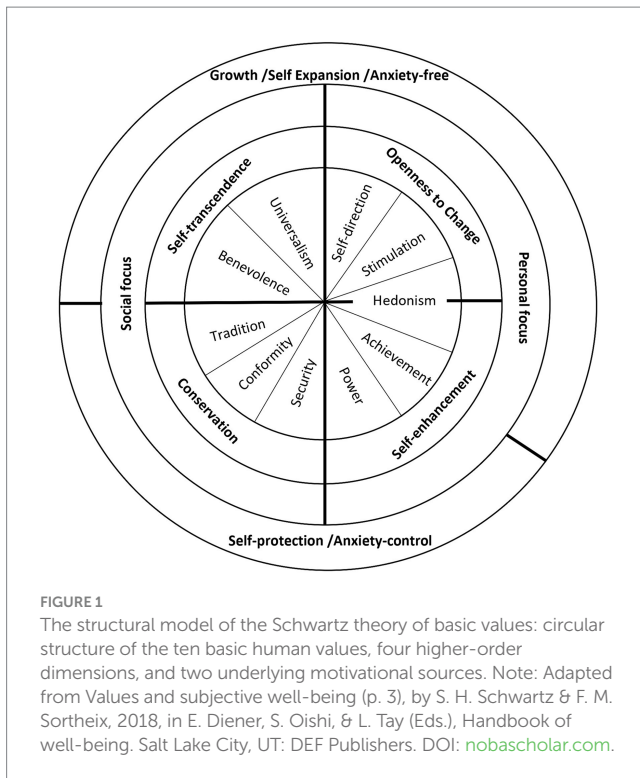 Growth /Self Expansion /Anxiety-free
Self-transcendence
Openness to Change
Universalism
Self-direction
Benevolence
Stimulation
Social focus
Hedonism
Personal focus
Tradition
Achievement
Conformity
Security
Power
Conservation
Self-enhancement
Self-protection /Anxiety-control
FIGURE 1
The structural model of the Schwartz theory of basic values: circular
structure of the ten basic human values, four higher-order
dimensions, and two underlying motivational sources. Note: Adapted
from Values and subjective well-being (p. 3), by S. H. Schwartz & F. M.
Sortheix, 2018, in E. Diener, S. Oishi, & L. Tay (Eds.), Handbook of
well-being. Salt Lake City, UT: DEF Publishers. DOI: nobascholar.com.